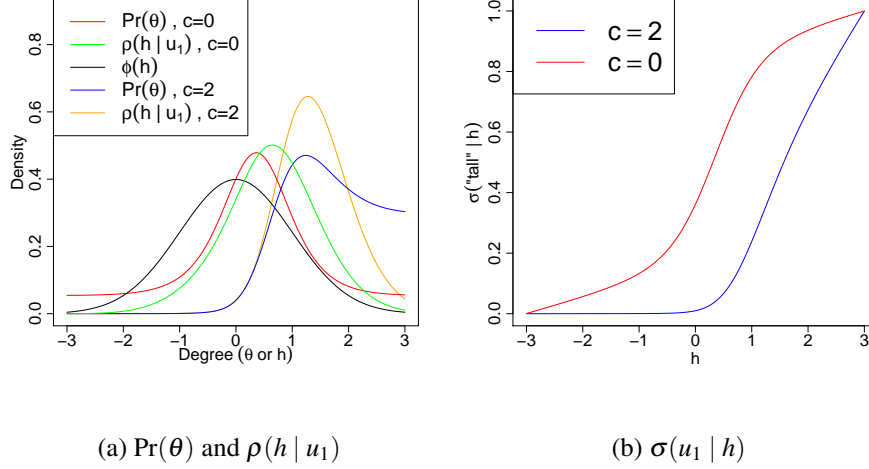 Pr(θ) , c=0
ρ(h | u₁) , c=0
ϕ(h)
Pr(θ) , c=2
ρ(h | u₁) , c=2
Density
0.0 0.2 0.4 0.6 0.8
−3 −2 −1 0 1 2 3
Degree (θ or h)
c = 2
c = 0
σ("tall" | h)
0.0 0.2 0.4 0.6 0.8 1.0
−3 −2 −1 0 1 2 3
h
(a) Pr(θ) and ρ(h | u₁)
(b) σ(u₁ | h)